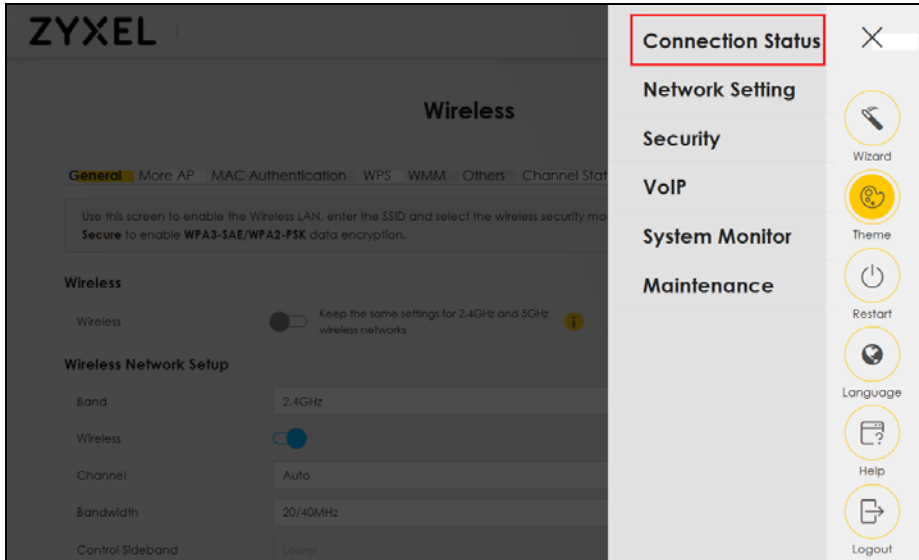 ZYXEL
Wireless
General More AP MAC Authentication WPS WMM Others Channel Stat
Use this screen to enable the Wireless LAN, enter the SSID and select the wireless security mo
Secure to enable WPA3-SAE/WPA2-PSK data encryption.
Wireless
Wireless
Keep the same settings for 2.4GHz and 5GHz
wireless networks
i
Wireless Network Setup
Band 2.4GHz
Wireless
Channel Auto
Bandwidth 20/40MHz
Control Sideband Lower
Connection Status
Network Setting
Security
VoIP
System Monitor
Maintenance
Wizard
Theme
Restart
Language
?
Help
Logout